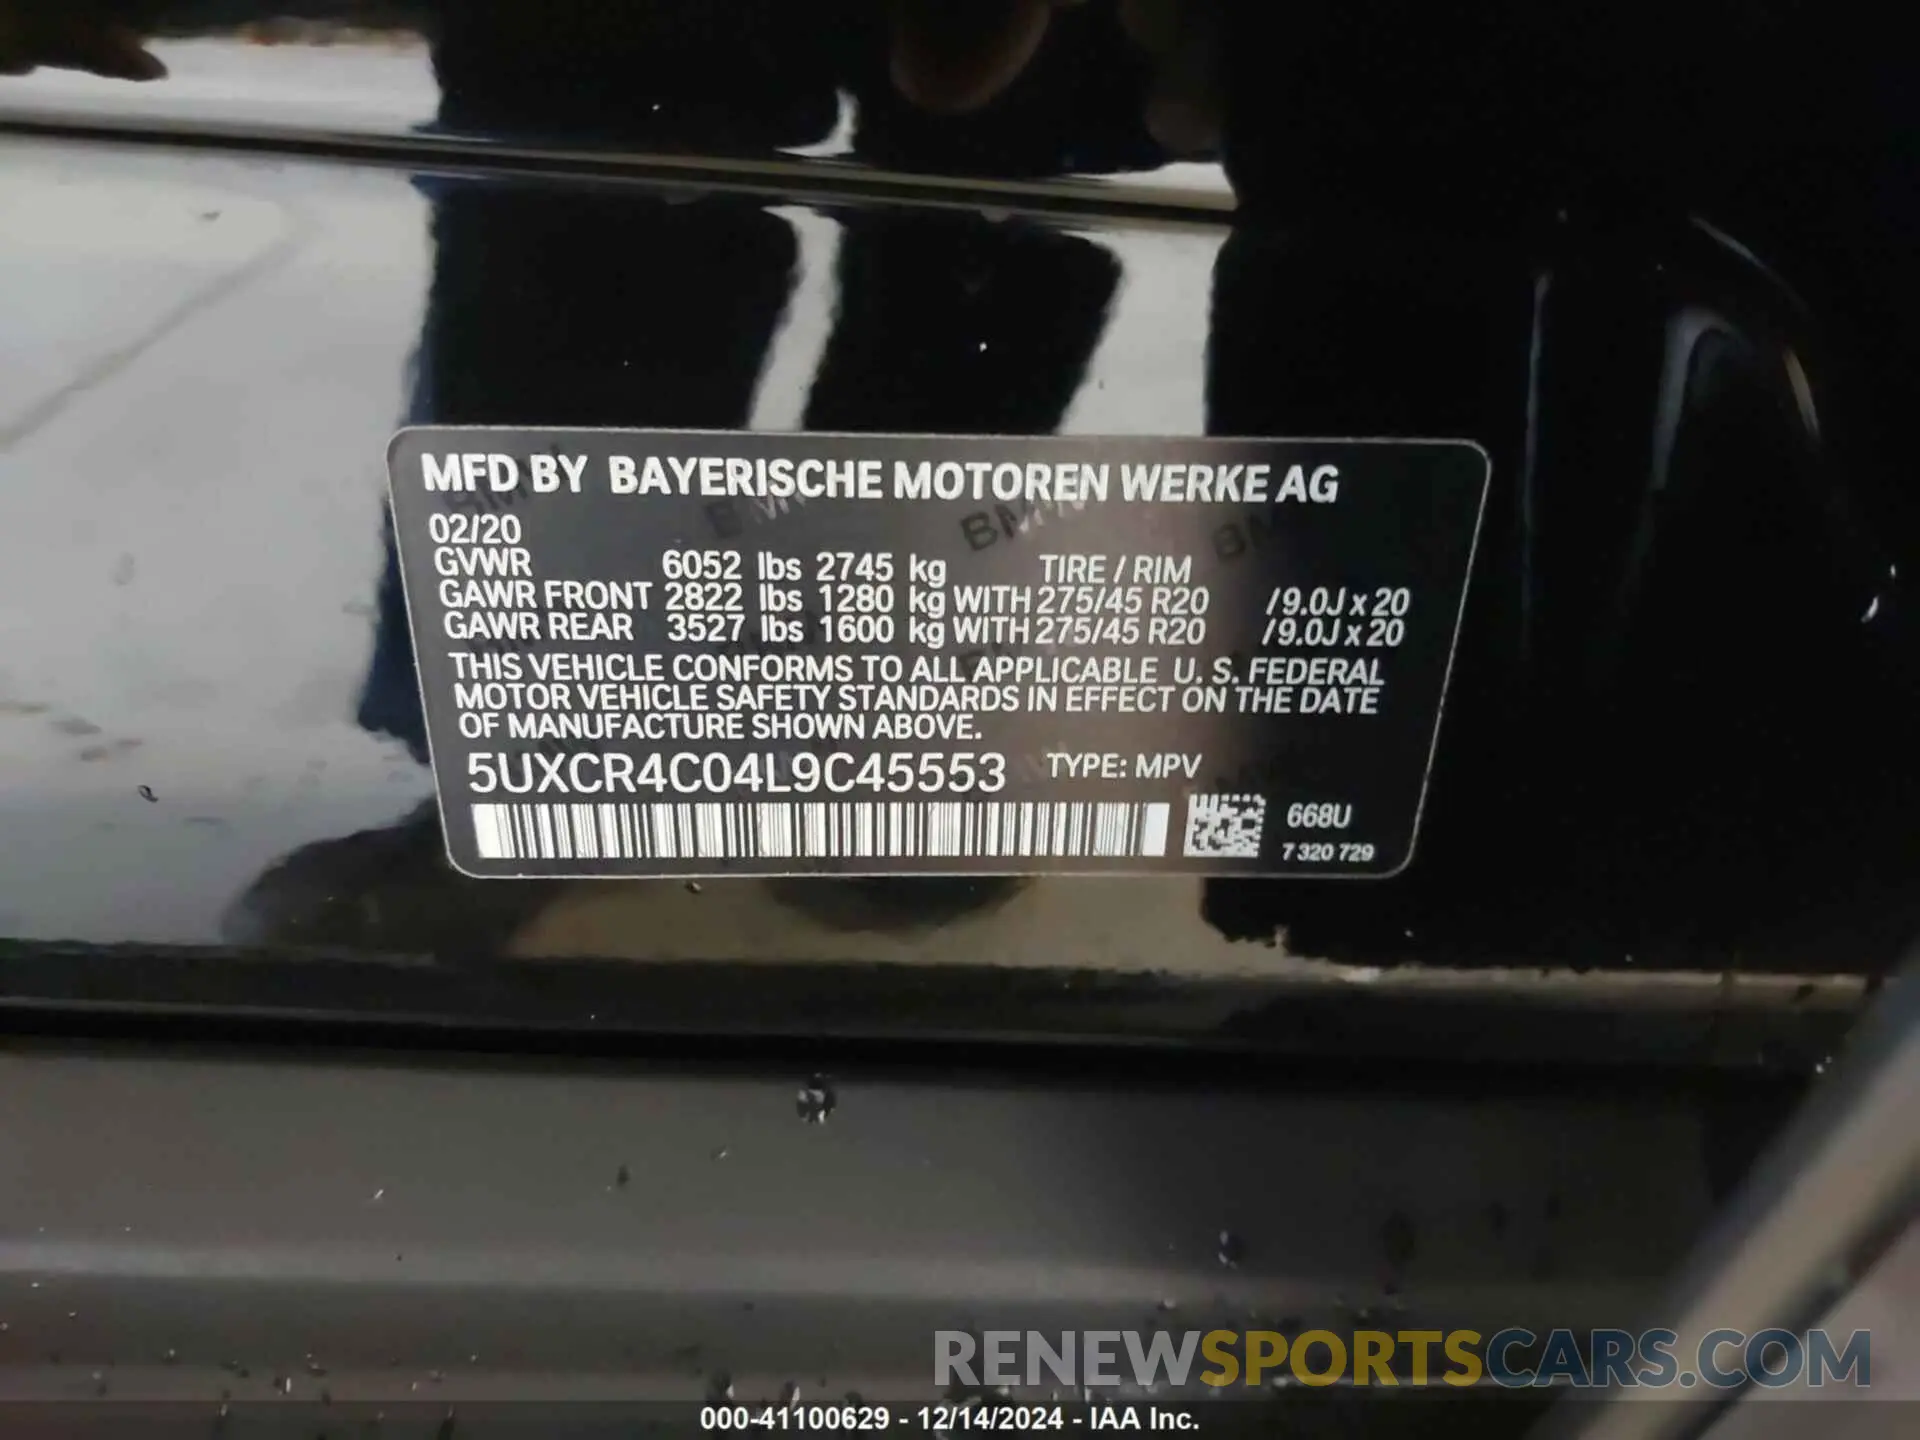 MFD BY BAYERISCHE MOTOREN WERKE AG
02/20
GVWR 6052 lbs 2745 kg TIRE / RIM
GAWR FRONT 2822 lbs 1280 kg WITH 275/45 R20 / 9.0J x 20
GAWR REAR 3527 lbs 1600 kg WITH 275/45 R20 / 9.0J x 20
THIS VEHICLE CONFORMS TO ALL APPLICABLE U. S. FEDERAL
MOTOR VEHICLE SAFETY STANDARDS IN EFFECT ON THE DATE
OF MANUFACTURE SHOWN ABOVE.
5UXCR4C04L9C45553 TYPE: MPV
668U
7 320 729
RENEWSPORTSCARS.COM
000-41100629 - 12/14/2024 - IAA Inc.